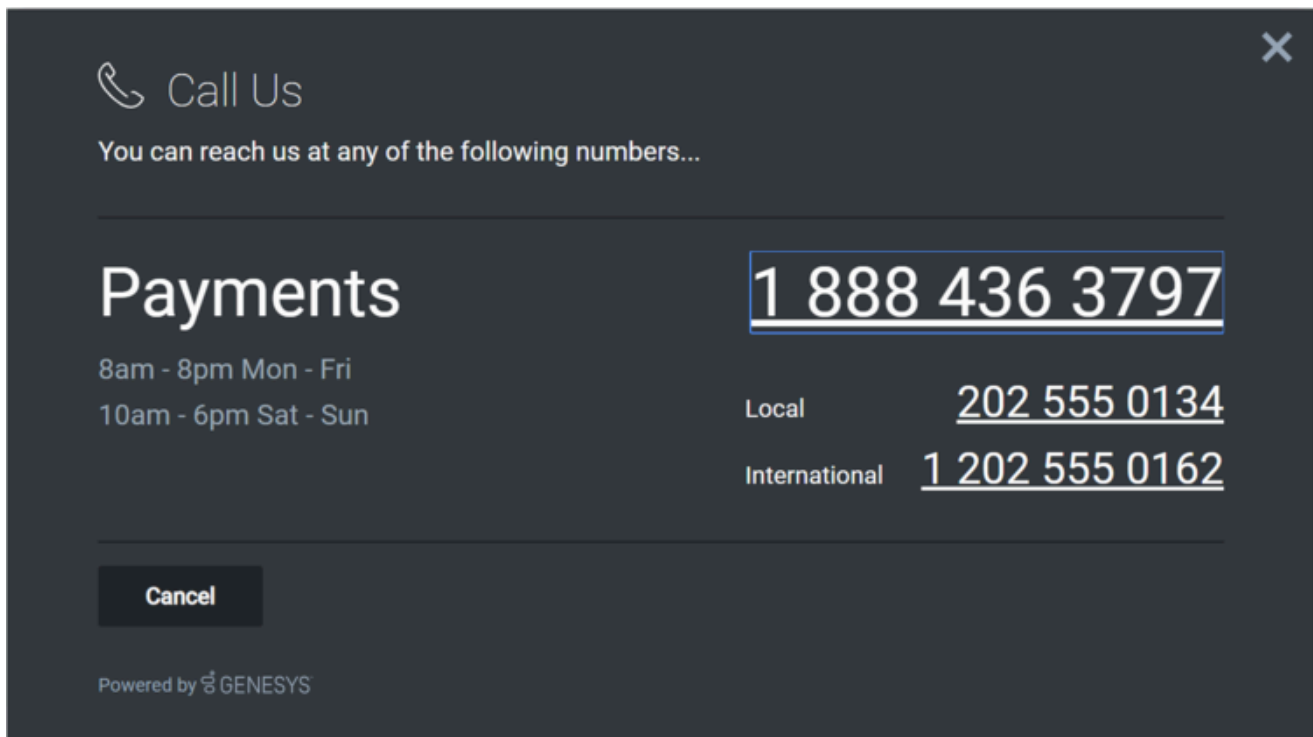 Call Us
You can reach us at any of the following numbers...
Payments
1 888 436 3797
8am - 8pm Mon - Fri
10am - 6pm Sat - Sun
Local 202 555 0134
International 1 202 555 0162
Cancel
Powered by GENESYS